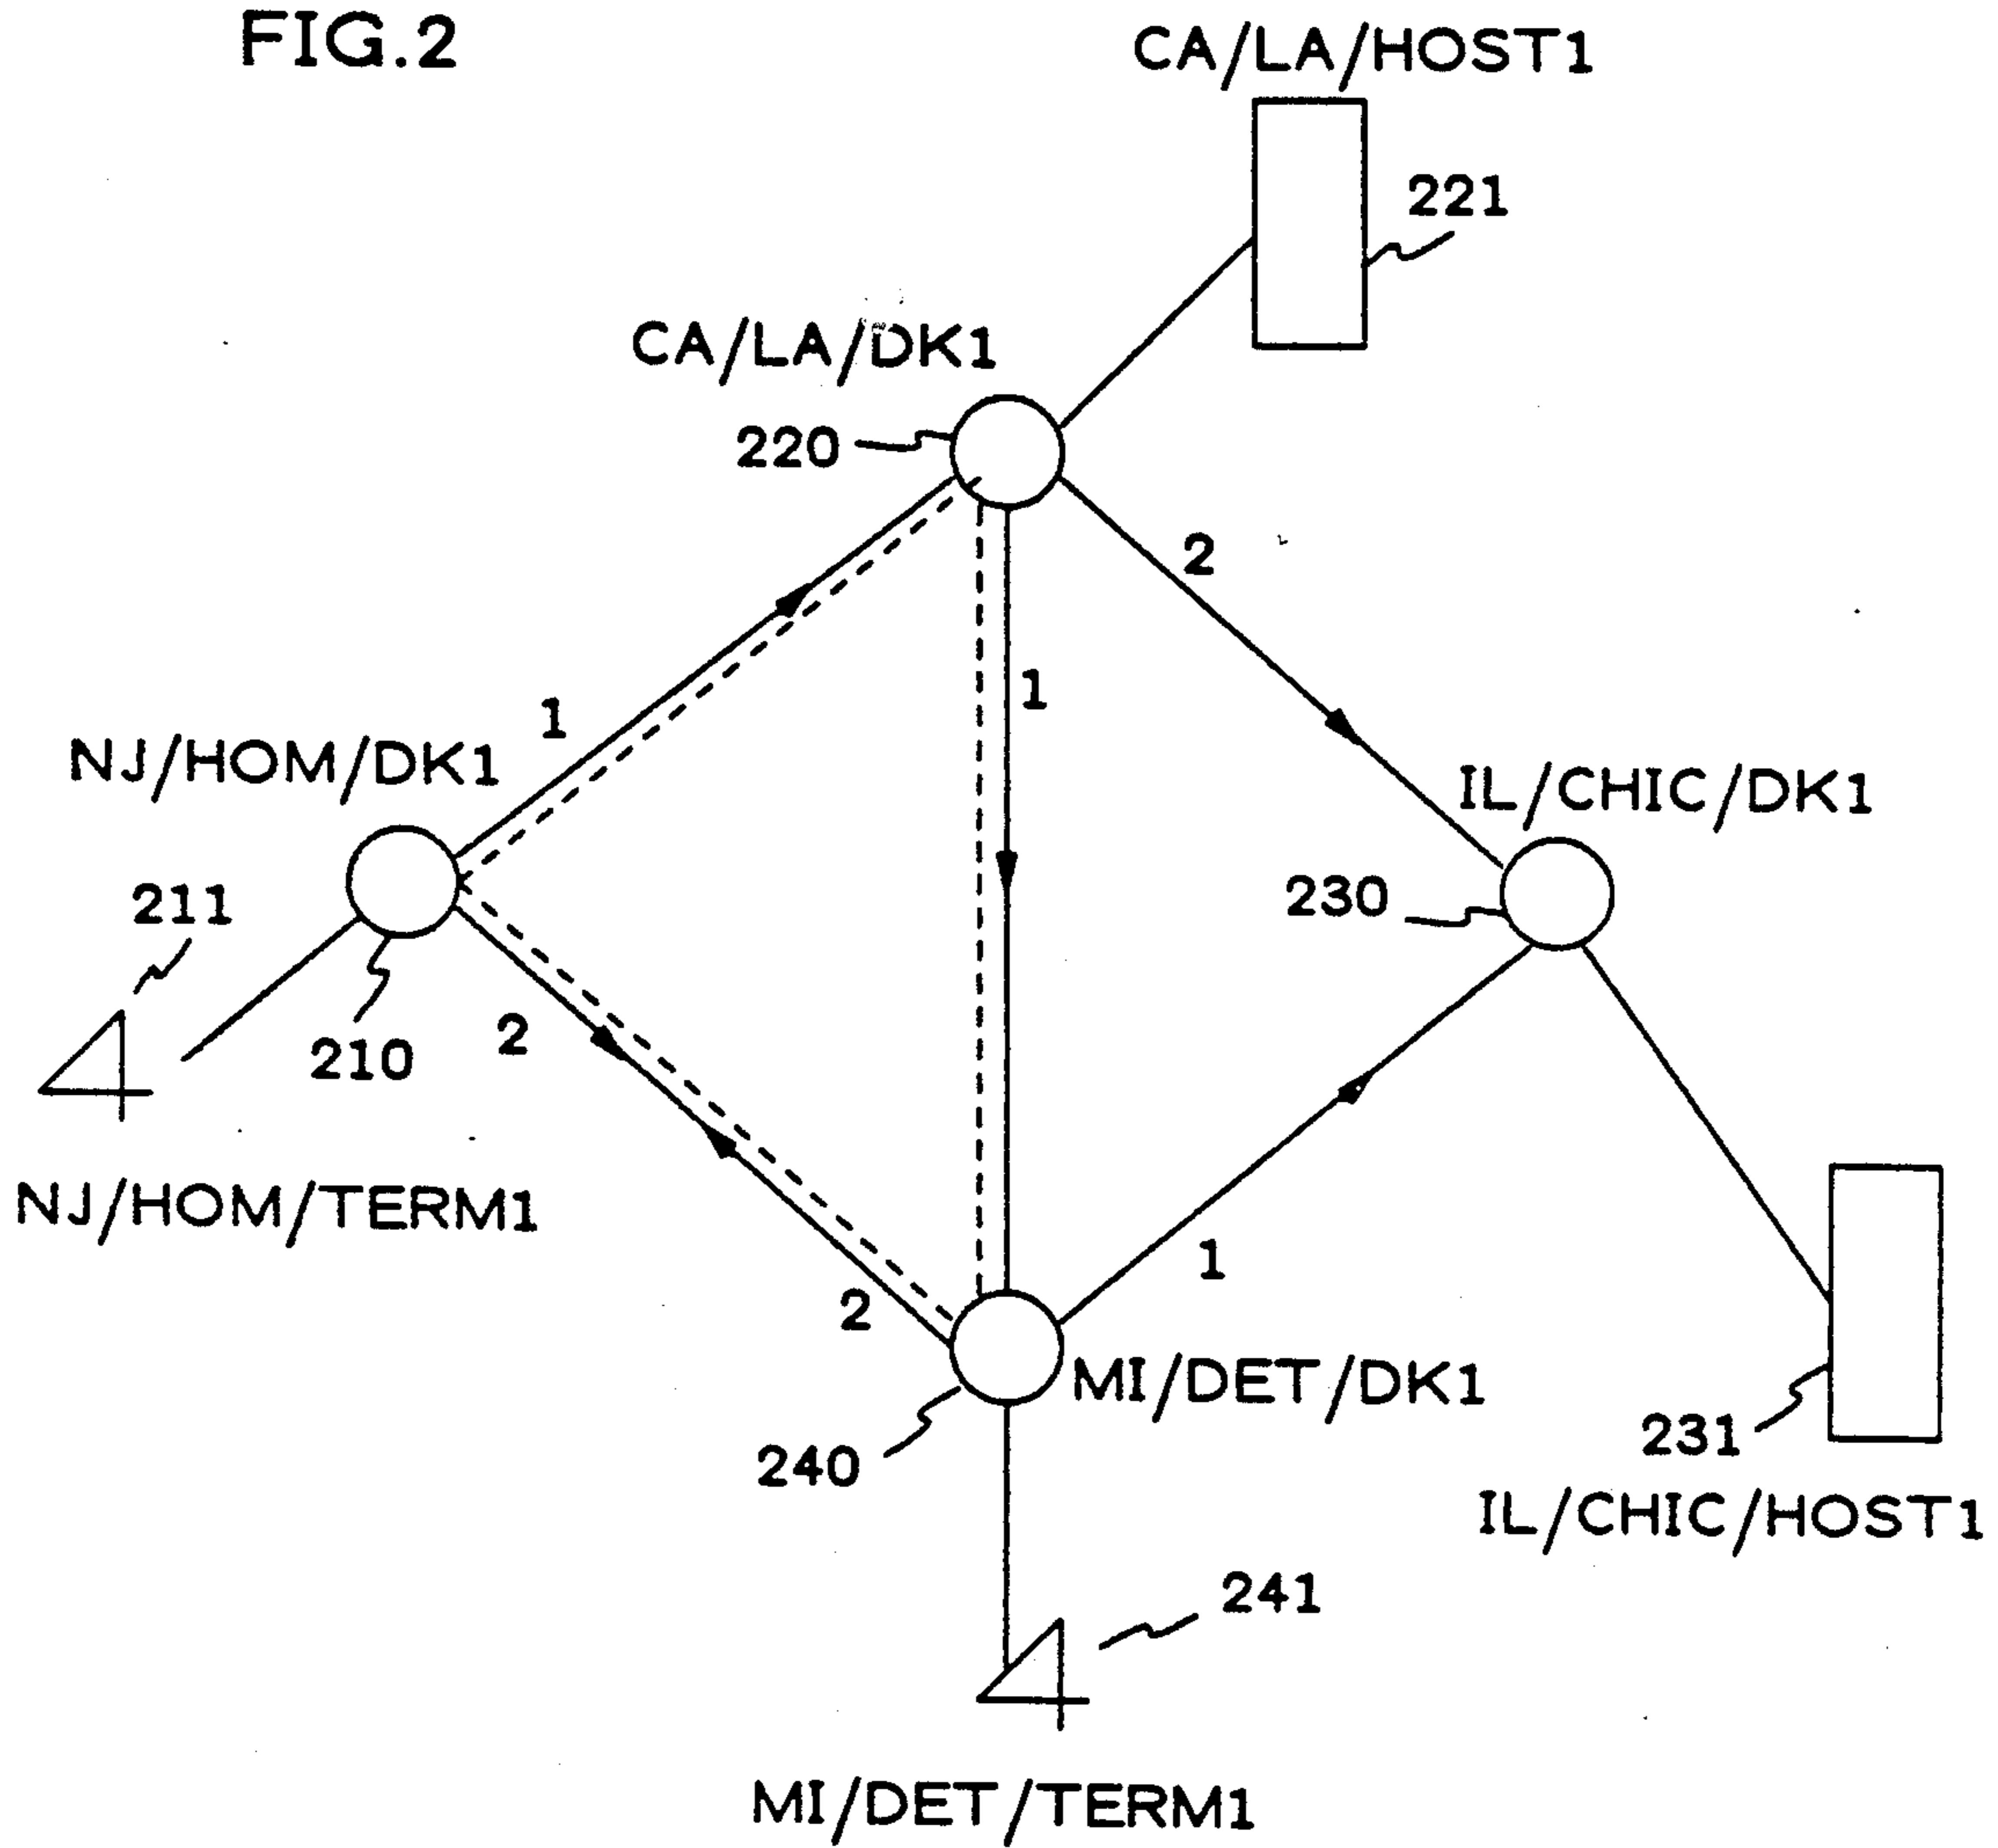 FIG.2
CA/LA/HOST1
221
CA/LA/DK1
220
2
1
1
NJ/HOM/DK1
IL/CHIC/DK1
211
230
210
2
NJ/HOM/TERM1
1
2
MI/DET/DK1
231
240
IL/CHIC/HOST1
241
MI/DET/TERM1